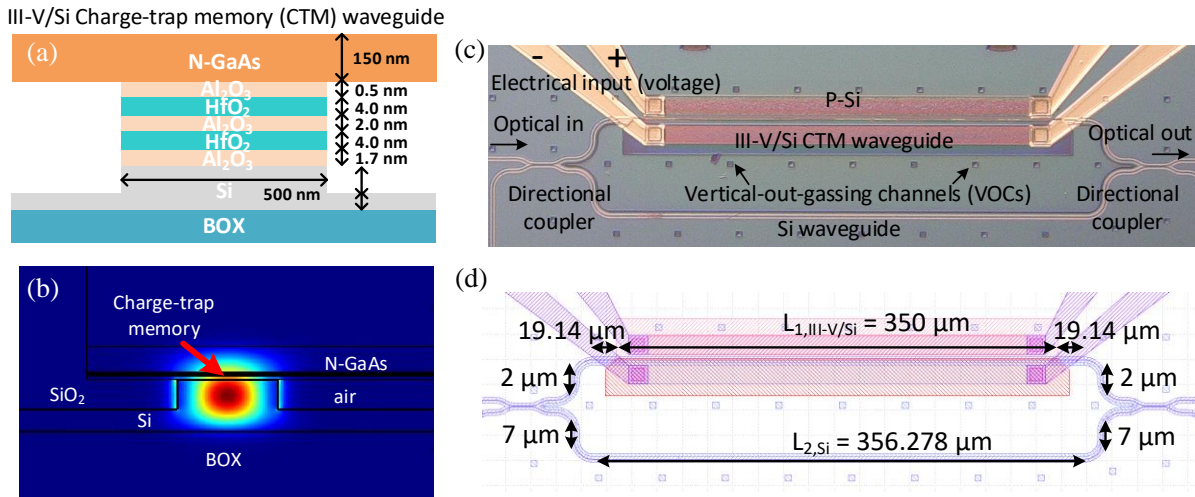 III-V/Si Charge-trap memory (CTM) waveguide
(a)
N-GaAs
150 nm
Al2O3
0.5 nm
HfO2
4.0 nm
Al2O3
2.0 nm
HfO2
4.0 nm
Al2O3
1.7 nm
Si
500 nm
BOX
(b)
Charge-trap
memory
N-GaAs
SiO2
air
Si
BOX
(c)
- +
Electrical input (voltage)
P-Si
Optical in
III-V/Si CTM waveguide
Optical out
Vertical-out-gassing channels (VOCs)
Directional
coupler
Si waveguide
Directional
coupler
(d)
19.14 μm
L1,III-V/Si = 350 μm
19.14 μm
2 μm
2 μm
7 μm
L2,Si = 356.278 μm
7 μm